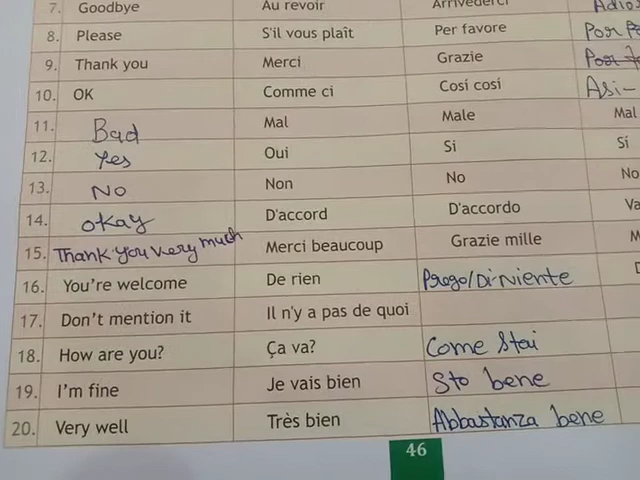 7. Goodbye Au revoir Arrivederci Adios
8. Please S'il vous plaît Per favore Por
9. Thank you Merci Grazie
10. OK Comme ci Cosí cosi Asi-
11. Bad Mal Male Mal
12. Yes Oui Si Sí
13. No Non No No
14. Okay D'accord D'accordo Va
15. Thank you very much Merci beaucoup Grazie mille M
16. You're welcome De rien Prego/Di Niente
17. Don't mention it Il n'y a pas de quoi
18. How are you? Ça va? Come Stai
19. I'm fine Je vais bien Sto bene
20. Very well Très bien Abbastanza bene
46